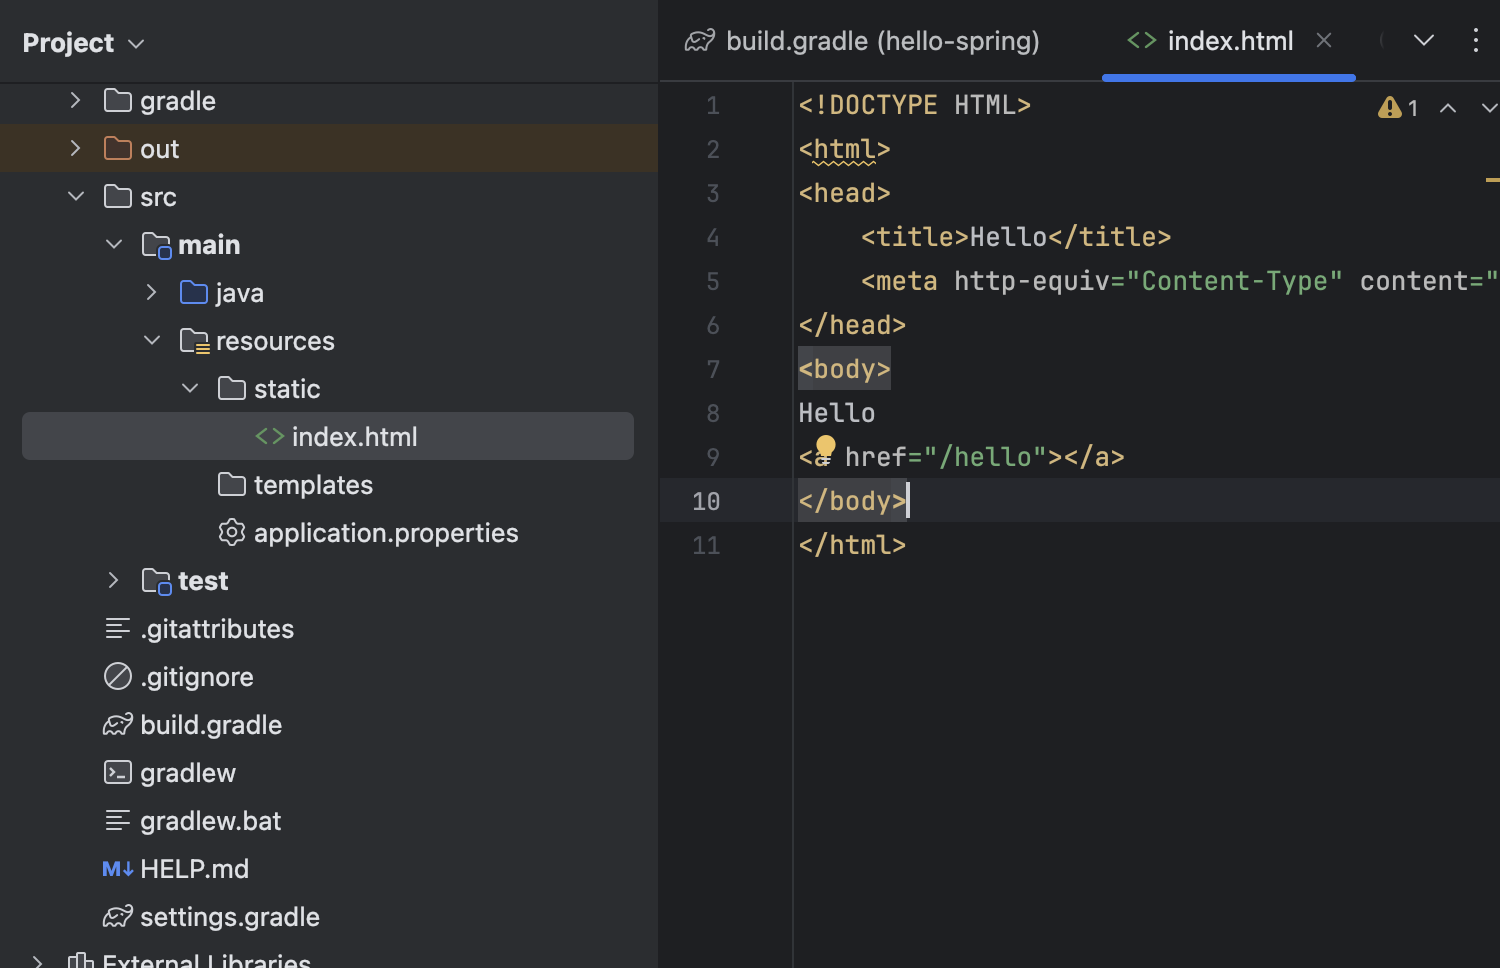 Project
gradle
out
src
main
java
resources
static
index.html
templates
application.properties
test
.gitattributes
.gitignore
build.gradle
gradlew
gradlew.bat
M↓ HELP.md
settings.gradle
External Libraries
build.gradle (hello-spring)
index.html
1
1 <!DOCTYPE HTML>
2 <html>
3 <head>
4 <title>Hello</title>
5 <meta http-equiv="Content-Type" content="
6 </head>
7 <body>
8 Hello
9 <a href="/hello"></a>
10 </body>
11 </html>